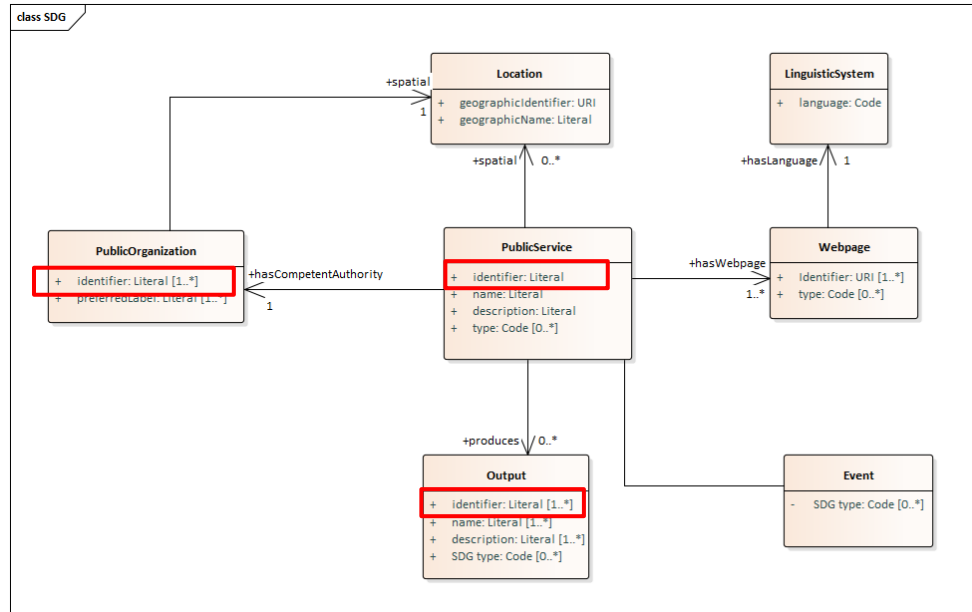 class SDG
Location
+ geographicIdentifier: URI
+ geographicName: Literal
LinguisticSystem
+ language: Code
+spatial
1
+spatial
0..*
+hasLanguage
1
PublicOrganization
+ identifier: Literal [1..*]
+ preferredLabel: Literal [1..*]
+hasCompetentAuthority
1
PublicService
+ identifier: Literal
+ name: Literal
+ description: Literal
+ type: Code [0..*]
+hasWebpage
1..*
Webpage
+ Identifier: URI [1..*]
+ type: Code [0..*]
+produces
0..*
Output
+ identifier: Literal [1..*]
+ name: Literal [1..*]
+ description: Literal [1..*]
+ SDG type: Code [0..*]
Event
- SDG type: Code [0..*]